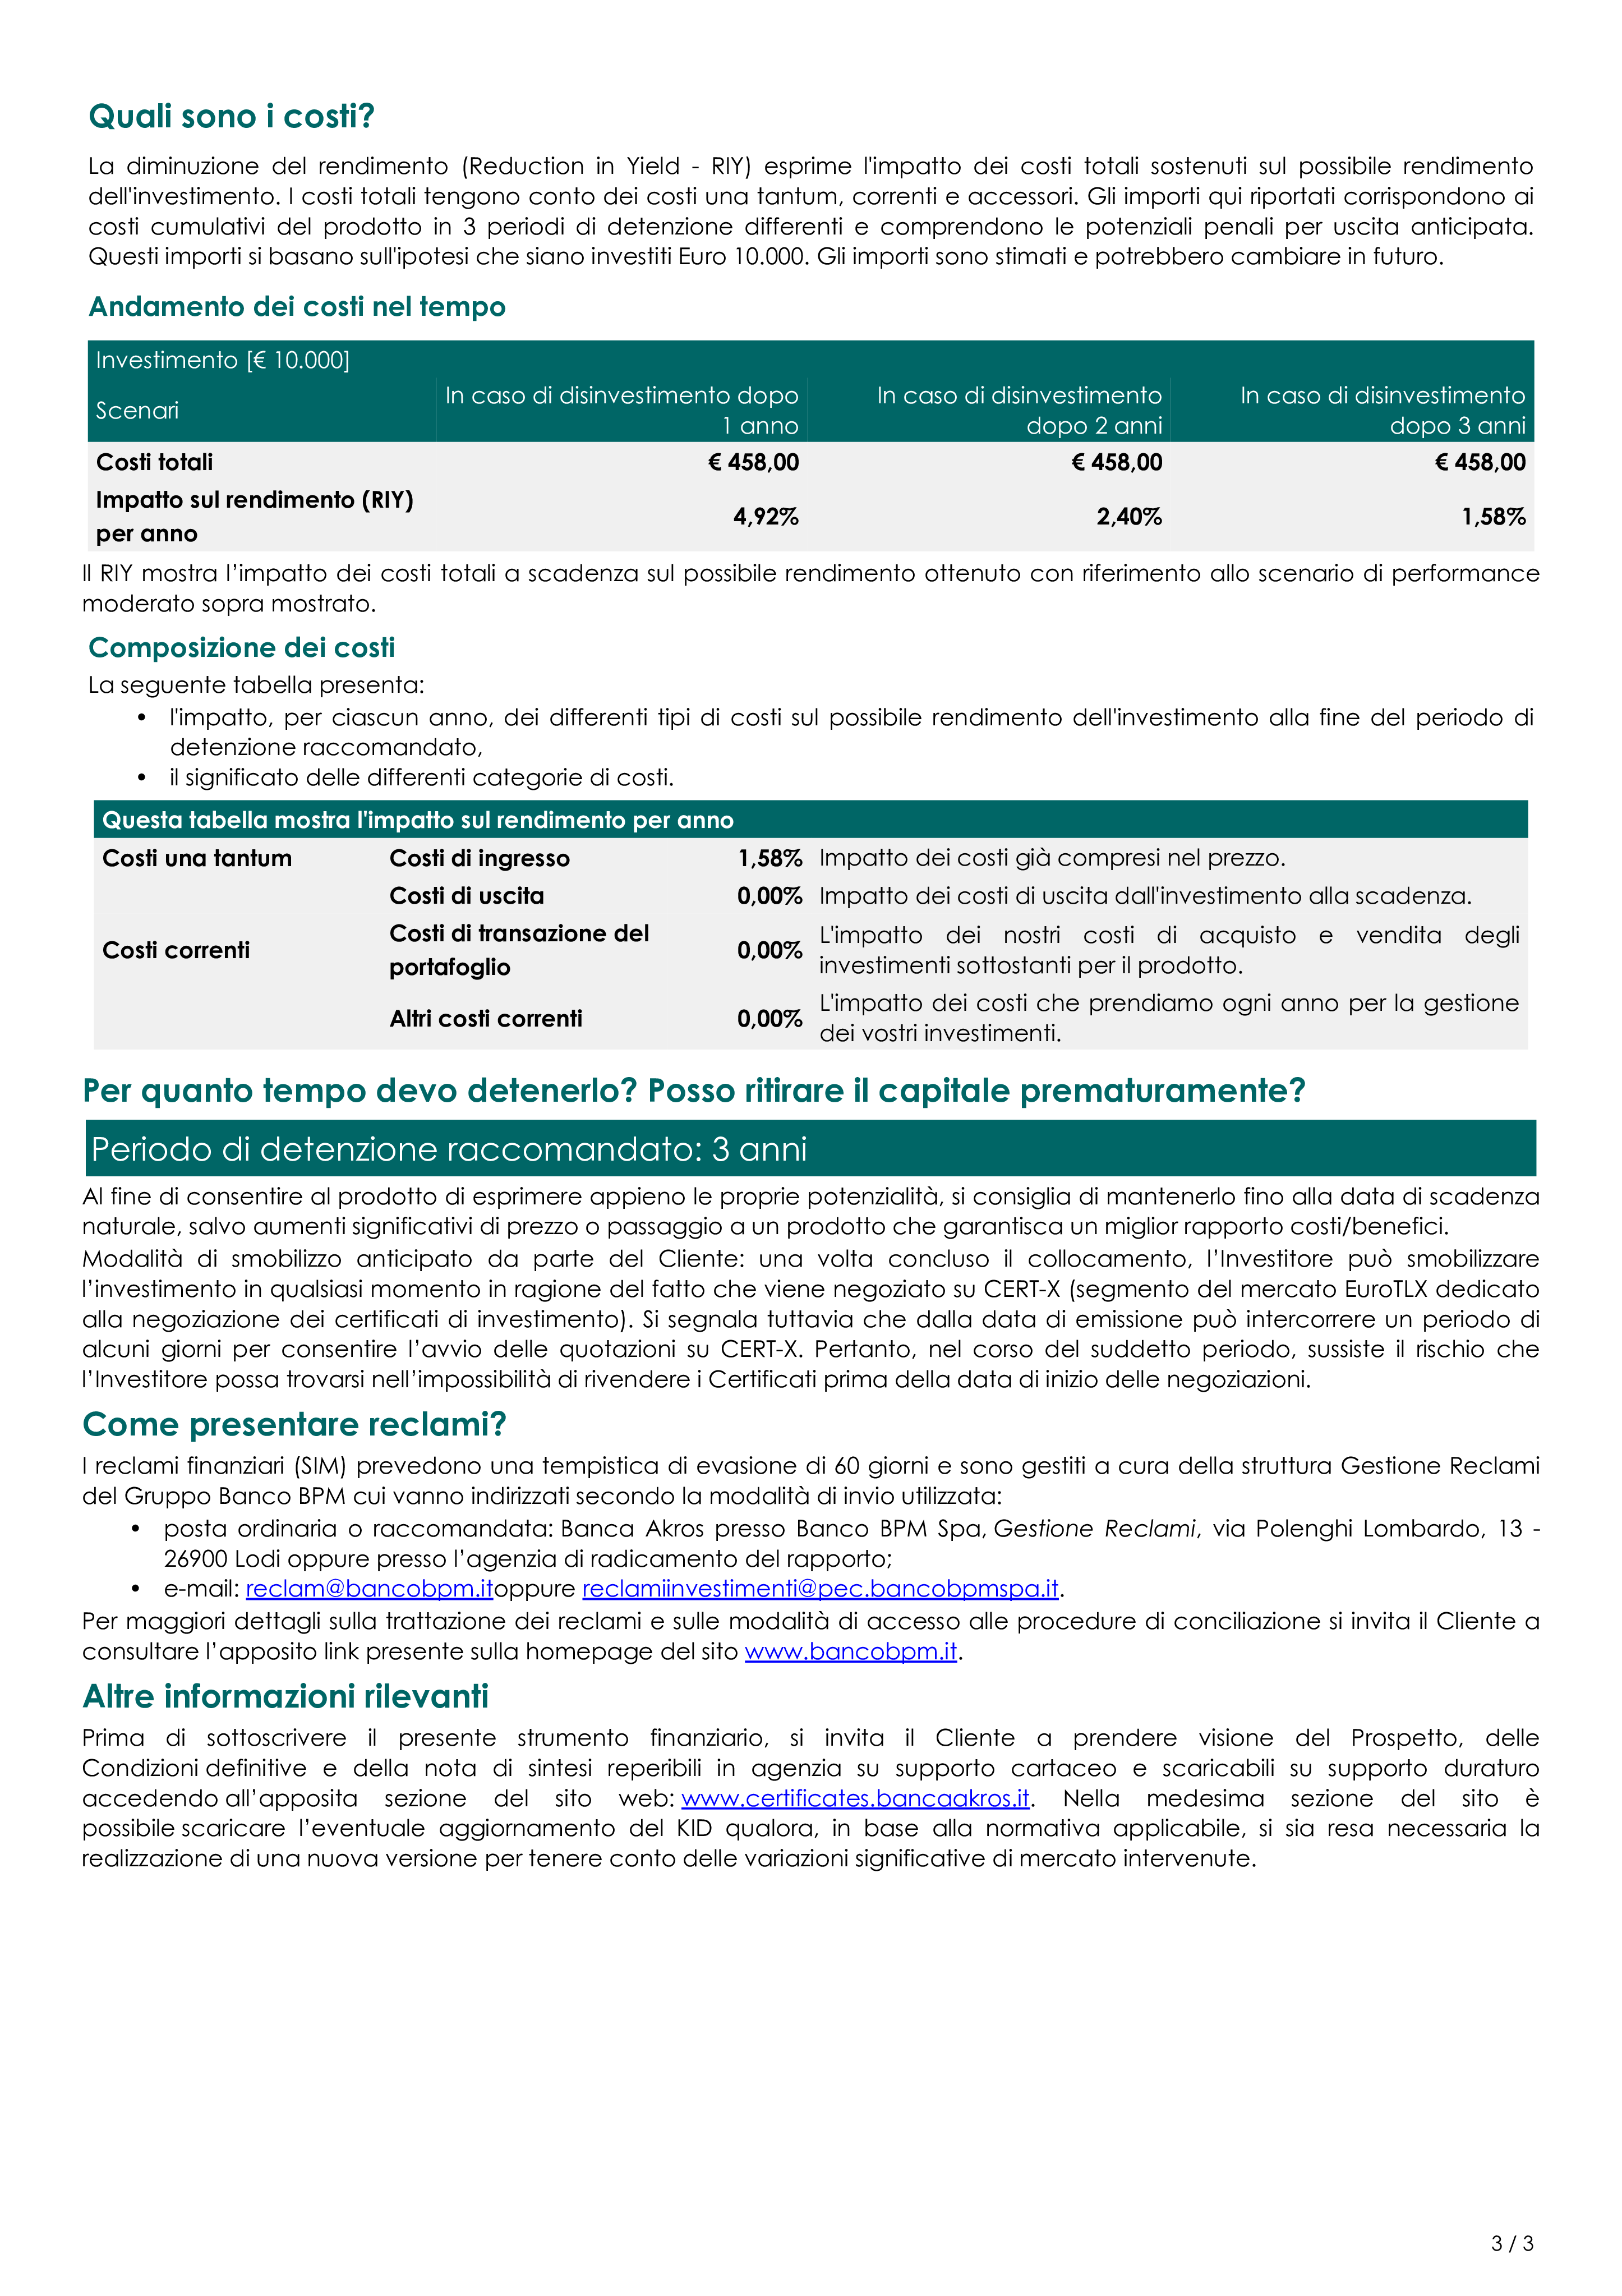 Quali sono i costi?
La diminuzione del rendimento (Reduction in Yield - RIY) esprime l'impatto dei costi totali sostenuti sul possibile rendimento
dell'investimento. I costi totali tengono conto dei costi una tantum, correnti e accessori. Gli importi qui riportati corrispondono ai
costi cumulativi del prodotto in 3 periodi di detenzione differenti e comprendono le potenziali penali per uscita anticipata.
Questi importi si basano sull'ipotesi che siano investiti Euro 10.000. Gli importi sono stimati e potrebbero cambiare in futuro.
Andamento dei costi nel tempo
Investimento [€ 10.000]
Scenari
In caso di disinvestimento dopo
1 anno
In caso di disinvestimento
dopo 2 anni
In caso di disinvestimento
dopo 3 anni
Costi totali € 458,00 € 458,00 € 458,00
Impatto sul rendimento (RIY)
per anno
4,92% 2,40% 1,58%
Il RIY mostra l’impatto dei costi totali a scadenza sul possibile rendimento ottenuto con riferimento allo scenario di performance
moderato sopra mostrato.
Composizione dei costi
La seguente tabella presenta:
• l'impatto, per ciascun anno, dei differenti tipi di costi sul possibile rendimento dell'investimento alla fine del periodo di
detenzione raccomandato,
• il significato delle differenti categorie di costi.
Questa tabella mostra l'impatto sul rendimento per anno
Costi una tantum Costi di ingresso 1,58% Impatto dei costi già compresi nel prezzo.
Costi di uscita 0,00% Impatto dei costi di uscita dall'investimento alla scadenza.
Costi correnti
Costi di transazione del
portafoglio
0,00%
L'impatto dei nostri costi di acquisto e vendita degli
investimenti sottostanti per il prodotto.
Altri costi correnti 0,00%
L'impatto dei costi che prendiamo ogni anno per la gestione
dei vostri investimenti.
Per quanto tempo devo detenerlo? Posso ritirare il capitale prematuramente?
Periodo di detenzione raccomandato: 3 anni
Al fine di consentire al prodotto di esprimere appieno le proprie potenzialità, si consiglia di mantenerlo fino alla data di scadenza
naturale, salvo aumenti significativi di prezzo o passaggio a un prodotto che garantisca un miglior rapporto costi/benefici.
Modalità di smobilizzo anticipato da parte del Cliente: una volta concluso il collocamento, l’Investitore può smobilizzare
l’investimento in qualsiasi momento in ragione del fatto che viene negoziato su CERT-X (segmento del mercato EuroTLX dedicato
alla negoziazione dei certificati di investimento). Si segnala tuttavia che dalla data di emissione può intercorrere un periodo di
alcuni giorni per consentire l’avvio delle quotazioni su CERT-X. Pertanto, nel corso del suddetto periodo, sussiste il rischio che
l’Investitore possa trovarsi nell’impossibilità di rivendere i Certificati prima della data di inizio delle negoziazioni.
Come presentare reclami?
I reclami finanziari (SIM) prevedono una tempistica di evasione di 60 giorni e sono gestiti a cura della struttura Gestione Reclami
del Gruppo Banco BPM cui vanno indirizzati secondo la modalità di invio utilizzata:
• posta ordinaria o raccomandata: Banca Akros presso Banco BPM Spa, Gestione Reclami, via Polenghi Lombardo, 13 -
26900 Lodi oppure presso l’agenzia di radicamento del rapporto;
• e-mail: reclam@bancobpm.itoppure reclamiinvestimenti@pec.bancobpmspa.it.
Per maggiori dettagli sulla trattazione dei reclami e sulle modalità di accesso alle procedure di conciliazione si invita il Cliente a
consultare l’apposito link presente sulla homepage del sito www.bancobpm.it.
Altre informazioni rilevanti
Prima di sottoscrivere il presente strumento finanziario, si invita il Cliente a prendere visione del Prospetto, delle
Condizioni definitive e della nota di sintesi reperibili in agenzia su supporto cartaceo e scaricabili su supporto duraturo
accedendo all’apposita sezione del sito web: www.certificates.bancaakros.it. Nella medesima sezione del sito è
possibile scaricare l’eventuale aggiornamento del KID qualora, in base alla normativa applicabile, si sia resa necessaria la
realizzazione di una nuova versione per tenere conto delle variazioni significative di mercato intervenute.
3 / 3